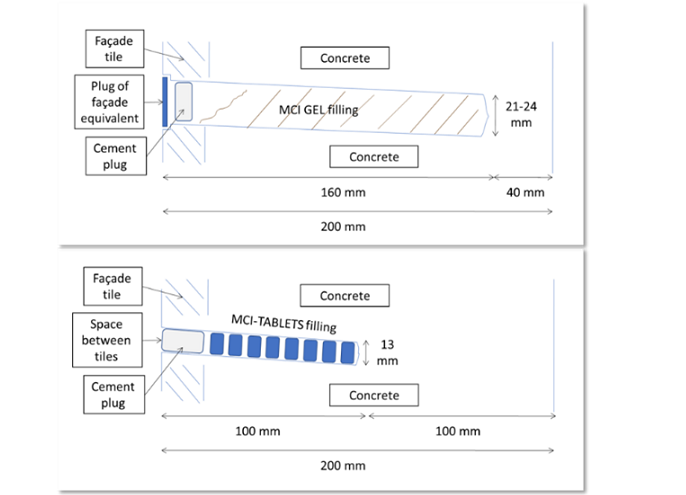 Façade
tile
Concrete
Plug of
façade
equivalent
MCI GEL filling
21-24
mm
Cement
plug
Concrete
160 mm
40 mm
200 mm
Façade
tile
Concrete
MCI-TABLETS filling
Space
between
tiles
13
mm
Cement
plug
Concrete
100 mm
100 mm
200 mm